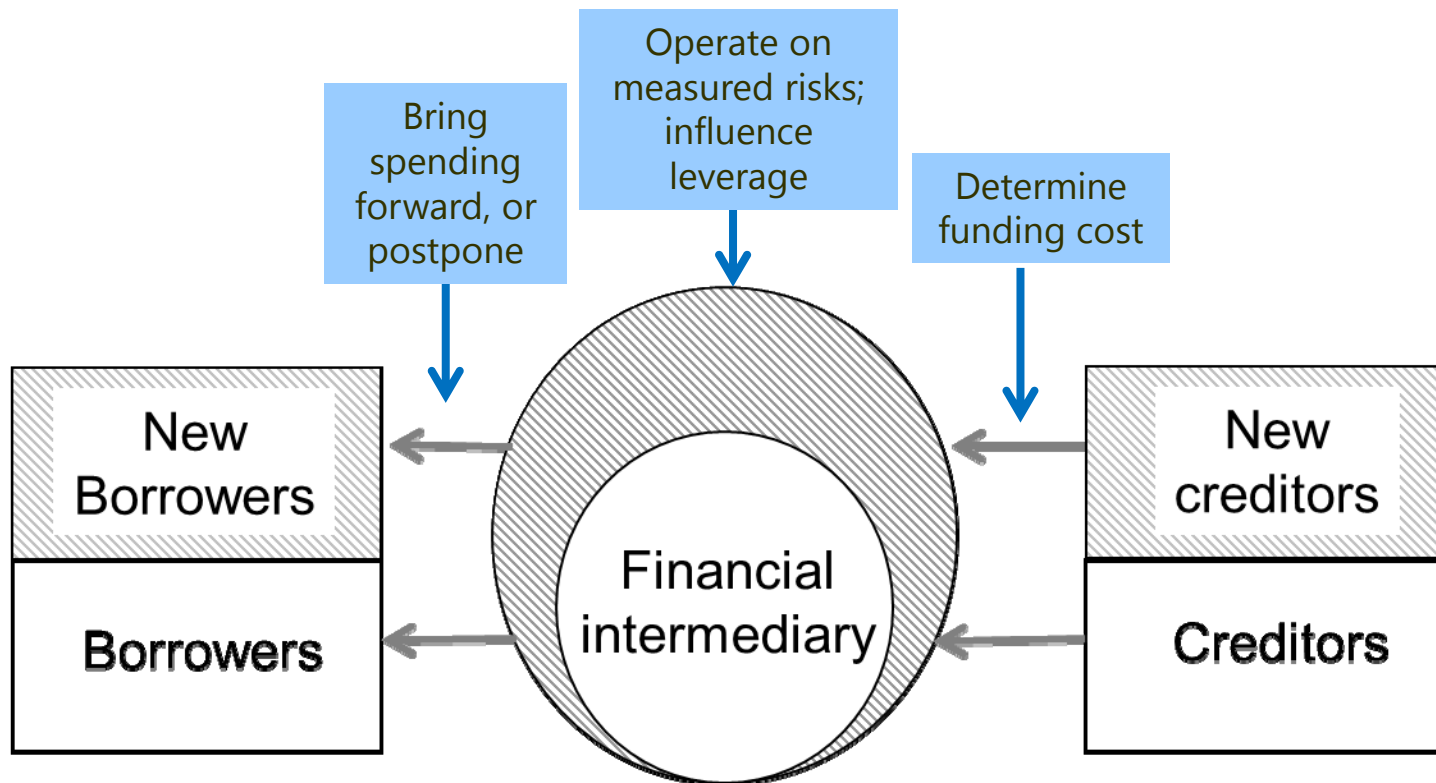 Bring
spending
forward, or
postpone
Operate on
measured risks;
influence
leverage
Determine
funding cost
New
Borrowers
Borrowers
Financial
intermediary
New
creditors
Creditors